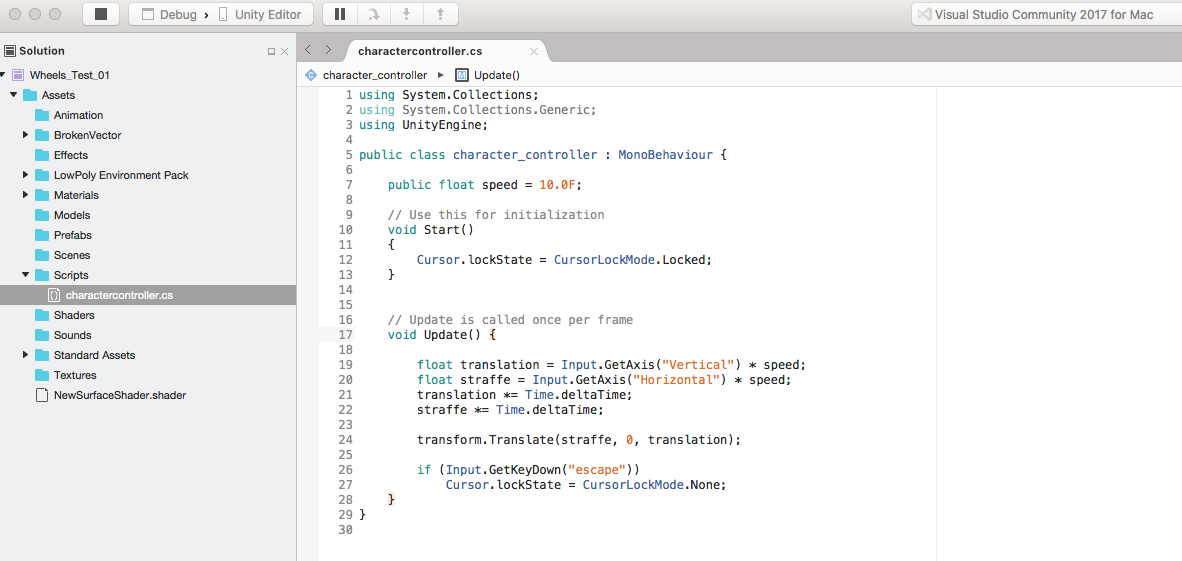 Debug › Unity Editor
Visual Studio Community 2017 for Mac
Solution
Wheels_Test_01
Assets
Animation
BrokenVector
Effects
LowPoly Environment Pack
Materials
Models
Prefabs
Scenes
Scripts
charactercontroller.cs
Shaders
Sounds
Standard Assets
Textures
NewSurfaceShader.shader
charactercontroller.cs
character_controller ▶ M Update()
1 using System.Collections;
2 using System.Collections.Generic;
3 using UnityEngine;
4
5 public class character_controller : MonoBehaviour {
6
7     public float speed = 10.0F;
8
9     // Use this for initialization
10     void Start()
11     {
12         Cursor.lockState = CursorLockMode.Locked;
13     }
14
15
16     // Update is called once per frame
17     void Update() {
18
19         float translation = Input.GetAxis("Vertical") * speed;
20         float straffe = Input.GetAxis("Horizontal") * speed;
21         translation *= Time.deltaTime;
22         straffe *= Time.deltaTime;
23
24         transform.Translate(straffe, 0, translation);
25
26         if (Input.GetKeyDown("escape"))
27             Cursor.lockState = CursorLockMode.None;
28     }
29 }
30